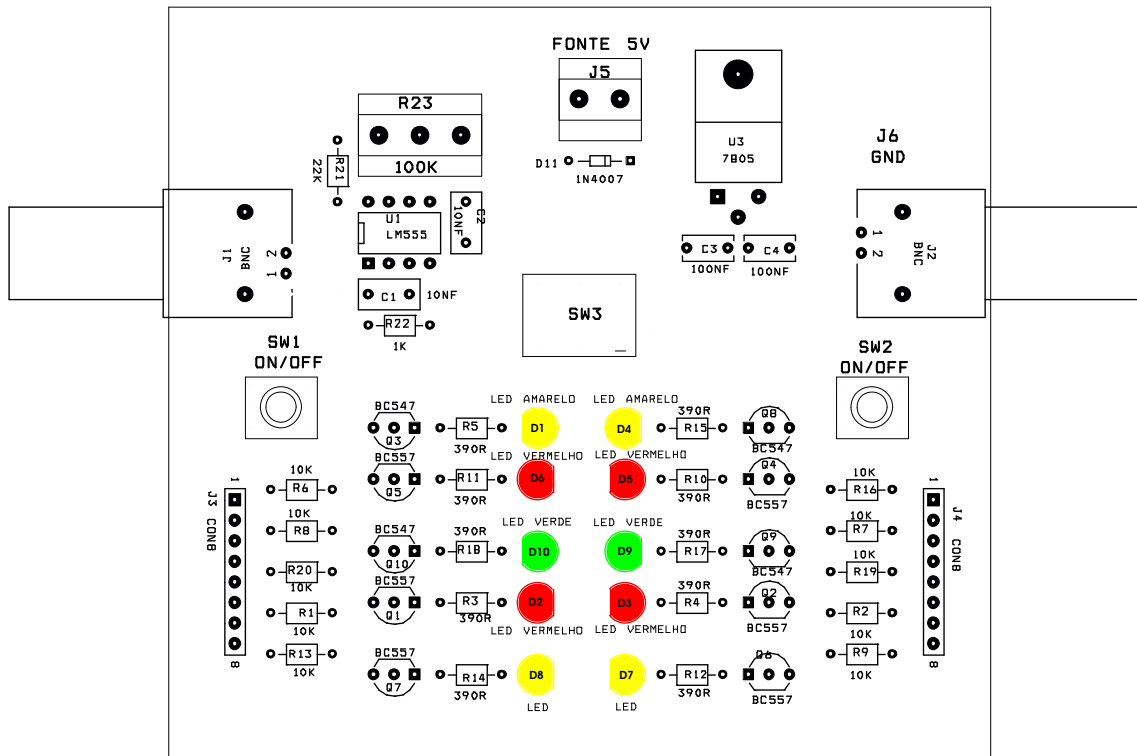 FONTE 5V
J5
R23
100K
R21
22K
D11
1N4007
U3
7805
J6
GND
U1
LM555
C2
10NF
J1
BNC
2
1
1
2
J2
BNC
C3
100NF
C4
100NF
C1
10NF
R22
1K
SW3
SW1
ON/OFF
SW2
ON/OFF
LED AMARELO
LED AMARELO
BC547
Q3
R5
390R
D1
D4
390R
R15
Q8
BC547
LED VERMELHO
LED VERMELHO
BC557
Q5
R11
390R
D6
D5
R10
390R
Q4
BC557
10K
R6
10K
R8
R20
10K
R1
10K
R13
10K
1
J3 CON8
8
10K
R16
10K
R7
10K
R19
R2
10K
R9
10K
1
J4 CON8
8
LED VERDE
LED VERDE
BC547
Q10
390R
R18
D10
D9
390R
R17
Q9
BC547
BC557
Q1
R3
390R
D2
D3
390R
R4
Q2
BC557
LED VERMELHO
LED VERMELHO
BC557
Q7
R14
390R
D8
D7
R12
390R
Q6
BC557
LED
LED